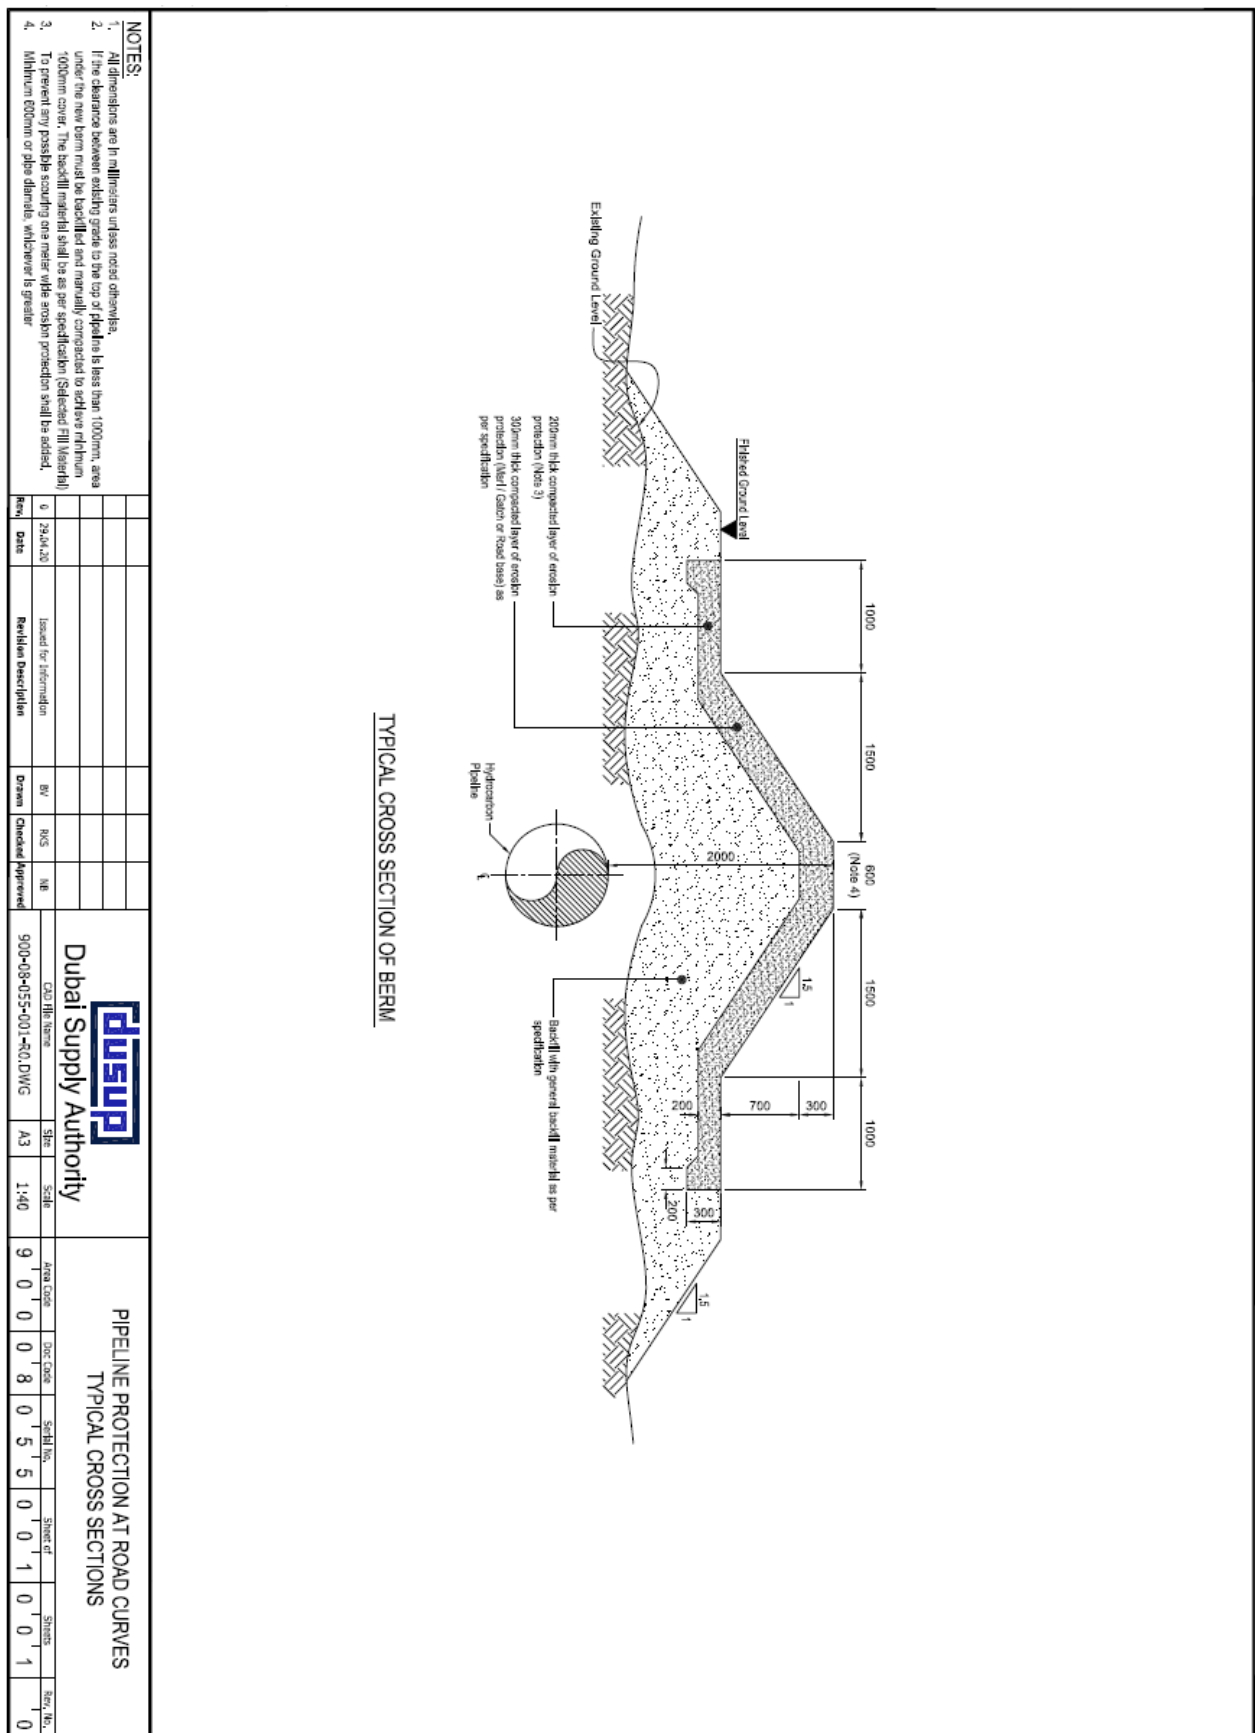 1000
1500
600
(Note 4)
1500
1000
2000
1.5
1
300
700
200
300
200
1.5
1
Finished Ground Level
Existing Ground Level
200mm thick compacted layer of erosion
protection (Note 3)
300mm thick compacted layer of erosion
protection (Marl / Gatch or Road base) as
per specification
Hydrocarbon
Pipeline
Backfill with general backfill material as per
specification
TYPICAL CROSS SECTION OF BERM
NOTES:
1. All dimensions are in millimeters unless noted otherwise.
2. If the clearance between existing grade to the top of pipeline is less than 1000mm, area
under the new berm must be backfilled and manually compacted to achieve minimum
1000mm cover. The backfill material shall be as per specification (Selected Fill Material)
3. To prevent any possible scouring one meter wide erosion protection shall be added.
4. Minimum 600mm or pipe diamete, whichever is greater
0 29.04.20 Issued for Information BV RKS NB
Rev. Date Revision Description Drawn Checked Approved
dusup
Dubai Supply Authority
CAD File Name Size Scale
900-08-055-001-R0.DWG A3 1:40
PIPELINE PROTECTION AT ROAD CURVES
TYPICAL CROSS SECTIONS
Area Code Doc Code Serial No. Sheet of Sheets Rev. No.
9 0 0 0 8 0 5 5 0 0 1 0 0 1 0